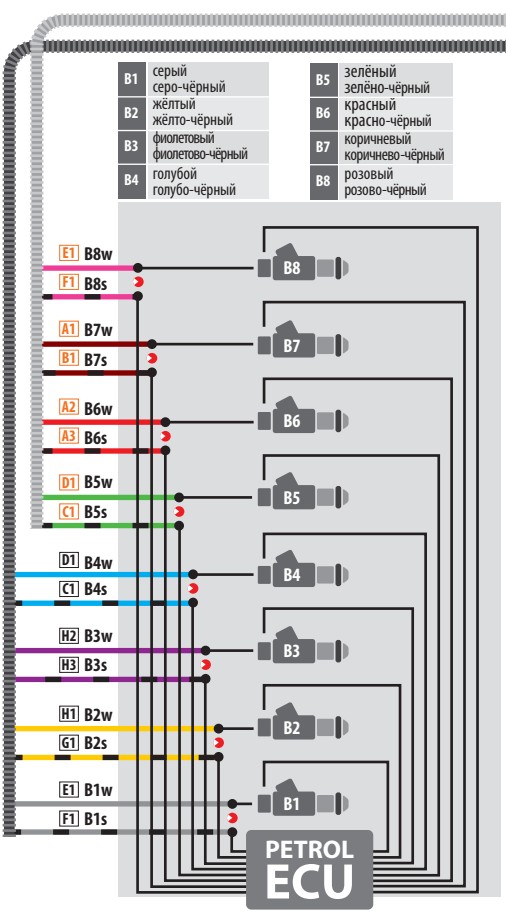 B1
серый
серо-чёрный
B2
жёлтый
жёлто-чёрный
B3
фиолетовый
фиолетово-чёрный
B4
голубой
голубо-чёрный
B5
зелёный
зелёно-чёрный
B6
красный
красно-чёрный
B7
коричневый
коричнево-чёрный
B8
розовый
розово-чёрный
E1 B8w
F1 B8s
B8
A1 B7w
B1 B7s
B7
A2 B6w
A3 B6s
B6
D1 B5w
C1 B5s
B5
D1 B4w
C1 B4s
B4
H2 B3w
H3 B3s
B3
H1 B2w
G1 B2s
B2
E1 B1w
F1 B1s
B1
PETROL
ECU